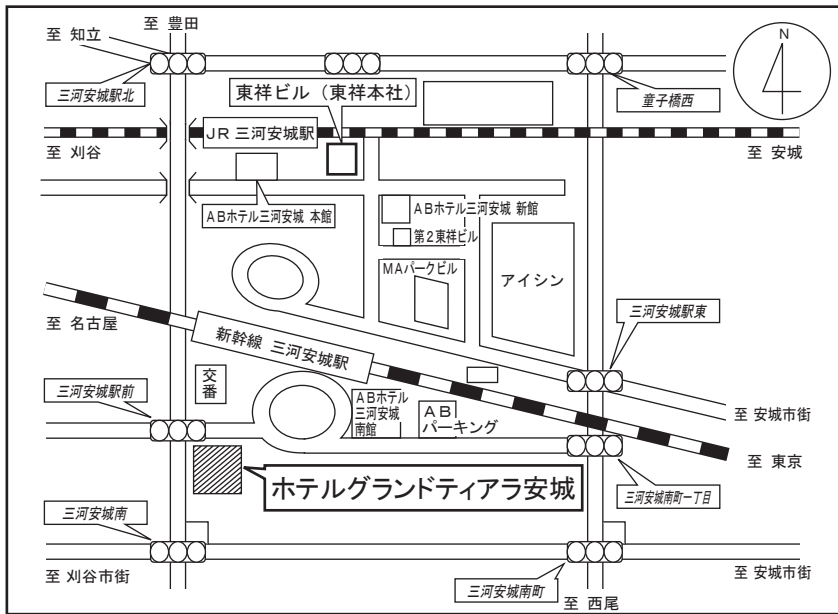 至 豊田
至 知立
N
三河安城駅北
東祥ビル（東祥本社）
童子橋西
JR 三河安城駅
至 刈谷
至 安城
ABホテル三河安城 本館
ABホテル三河安城 新館
第2東祥ビル
MAパークビル
アイシン
三河安城駅東
至 名古屋
新幹線 三河安城駅
交番
三河安城駅前
ABホテル
三河安城
南館
AB
パーキング
至 安城市街
至 東京
ホテルグランドティアラ安城
三河安城南町一丁目
三河安城南
至 刈谷市街
三河安城南町
至 安城市街
至 西尾